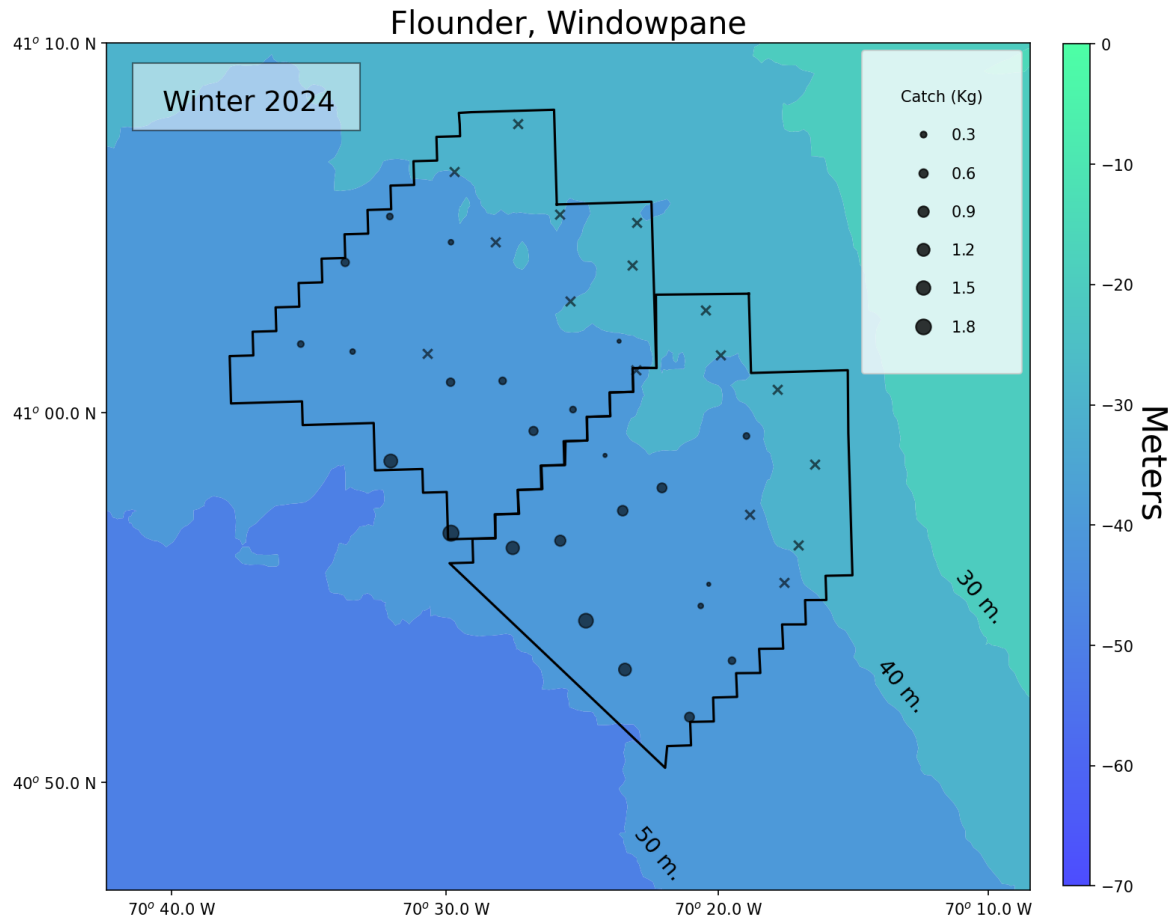 Flounder, Windowpane
41° 10.0 N
41° 00.0 N
40° 50.0 N
Winter 2024
Catch (Kg)
0.3
0.6
0.9
1.2
1.5
1.8
30 m.
40 m.
50 m.
70° 40.0 W
70° 30.0 W
70° 20.0 W
70° 10.0 W
0
−10
−20
−30
−40
−50
−60
−70
Meters